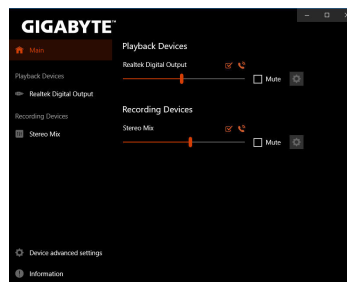 GIGABYTE™
Main
Playback Devices
Realtek Digital Output
Recording Devices
Stereo Mix
Device advanced settings
Information
Playback Devices
Realtek Digital Output
Mute
Recording Devices
Stereo Mix
Mute